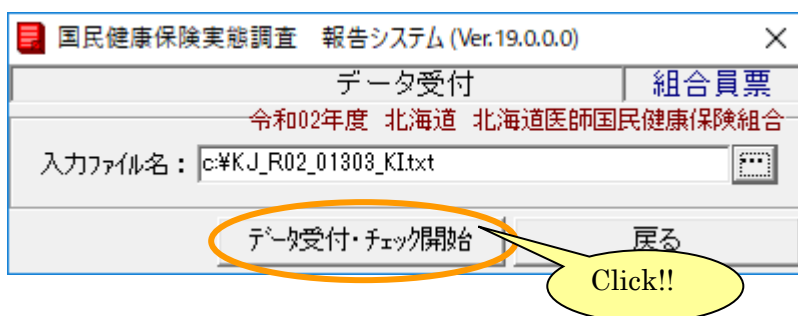 国民健康保険実態調査　報告システム (Ver.19.0.0.0)
データ受付
組合員票
令和02年度 北海道 北海道医師国民健康保険組合
入力ファイル名：
c:¥KJ_R02_01303_KI.txt
データ受付・チェック開始
戻る
Click!!